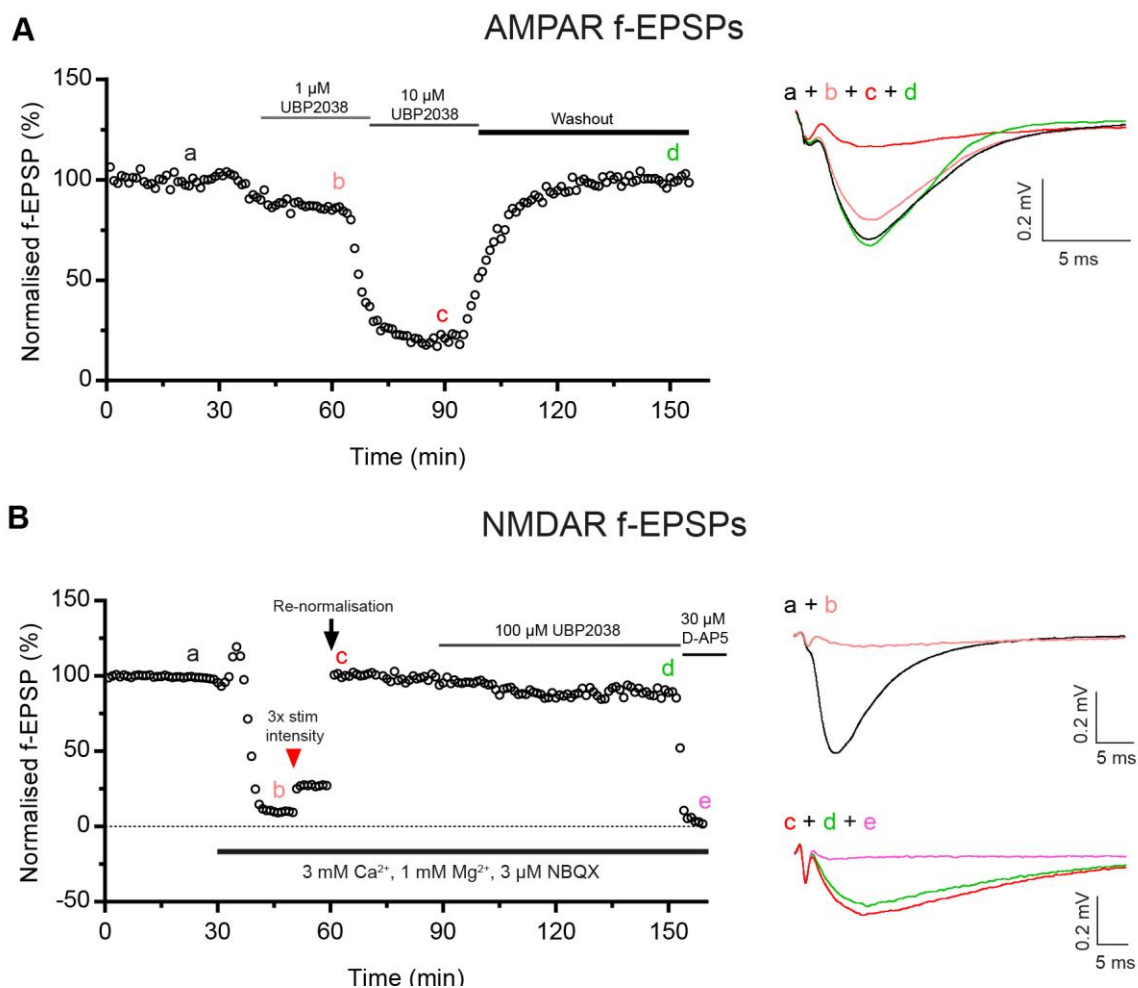 A
AMPAR f-EPSPs
Normalised f-EPSP (%)
150
100
50
0
1 µM
UBP2038
10 µM
UBP2038
Washout
a
b
c
d
0
30
60
90
120
150
Time (min)
a + b + c + d
0.2 mV
5 ms
B
NMDAR f-EPSPs
Normalised f-EPSP (%)
150
100
50
0
-50
Re-normalisation
100 µM UBP2038
30 µM
D-AP5
a
c
d
3x stim
intensity
b
e
3 mM Ca²⁺, 1 mM Mg²⁺, 3 µM NBQX
0
30
60
90
120
150
Time (min)
a + b
0.2 mV
5 ms
c + d + e
0.2 mV
5 ms